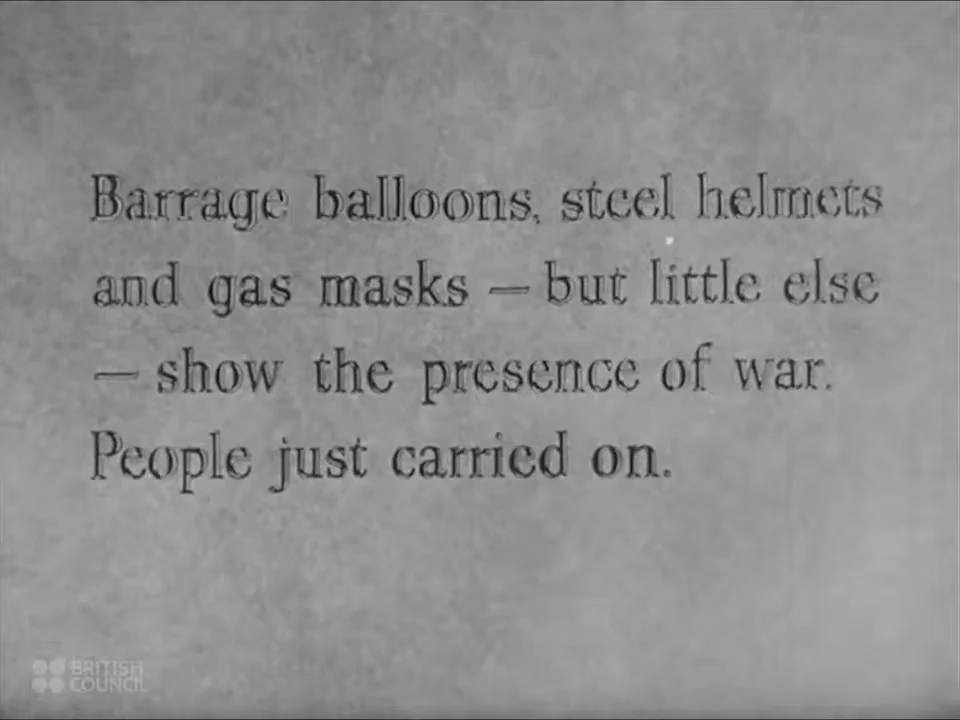 Barrage balloons, steel helmets
and gas masks — but little else
— show the presence of war.
People just carried on.
BRITISH
COUNCIL